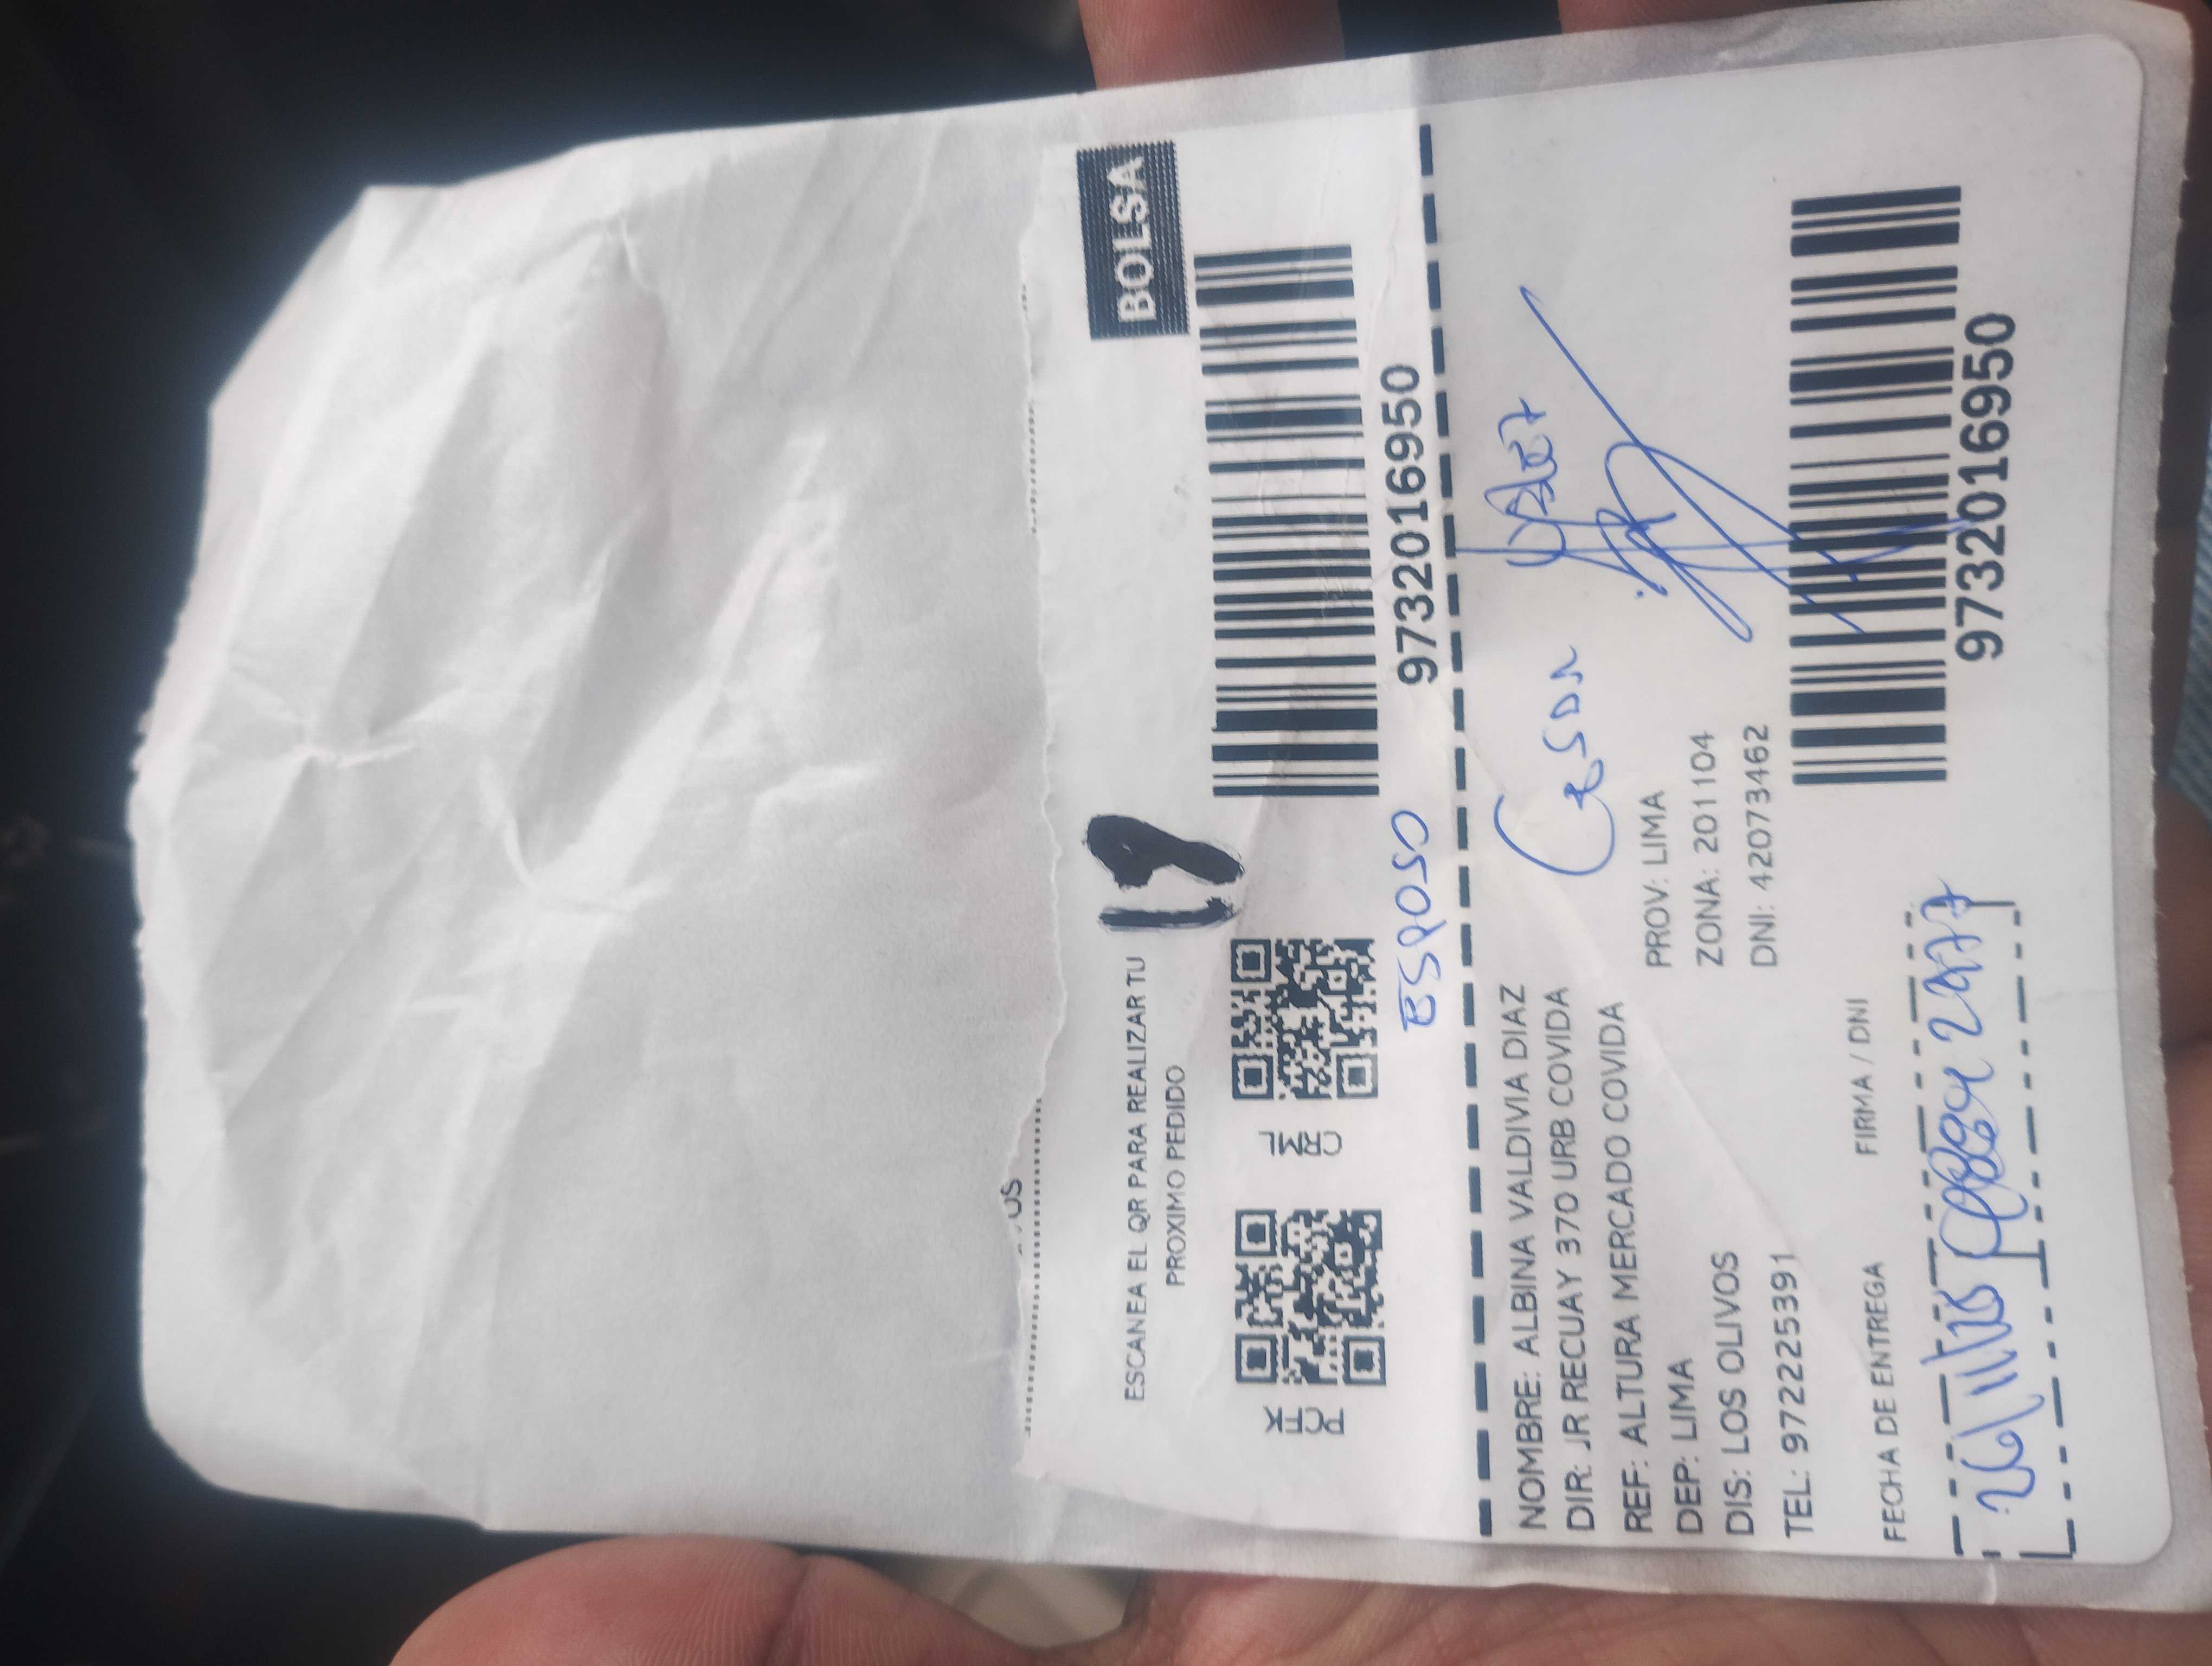 US
BOLSA
ESCANEA EL QR PARA REALIZAR TU
PROXIMO PEDIDO
19
PCFK
CRML
9732016950
ESPOSO
NOMBRE: ALBINA VALDIVIA DIAZ
DIR: JR RECUAY 370 URB COVIDA
REF: ALTURA MERCADO COVIDA
DEP: LIMA
PROV: LIMA
DIS: LOS OLIVOS
ZONA: 201104
TEL: 972225391
DNI: 42073462
FECHA DE ENTREGA
FIRMA / DNI
9732016950